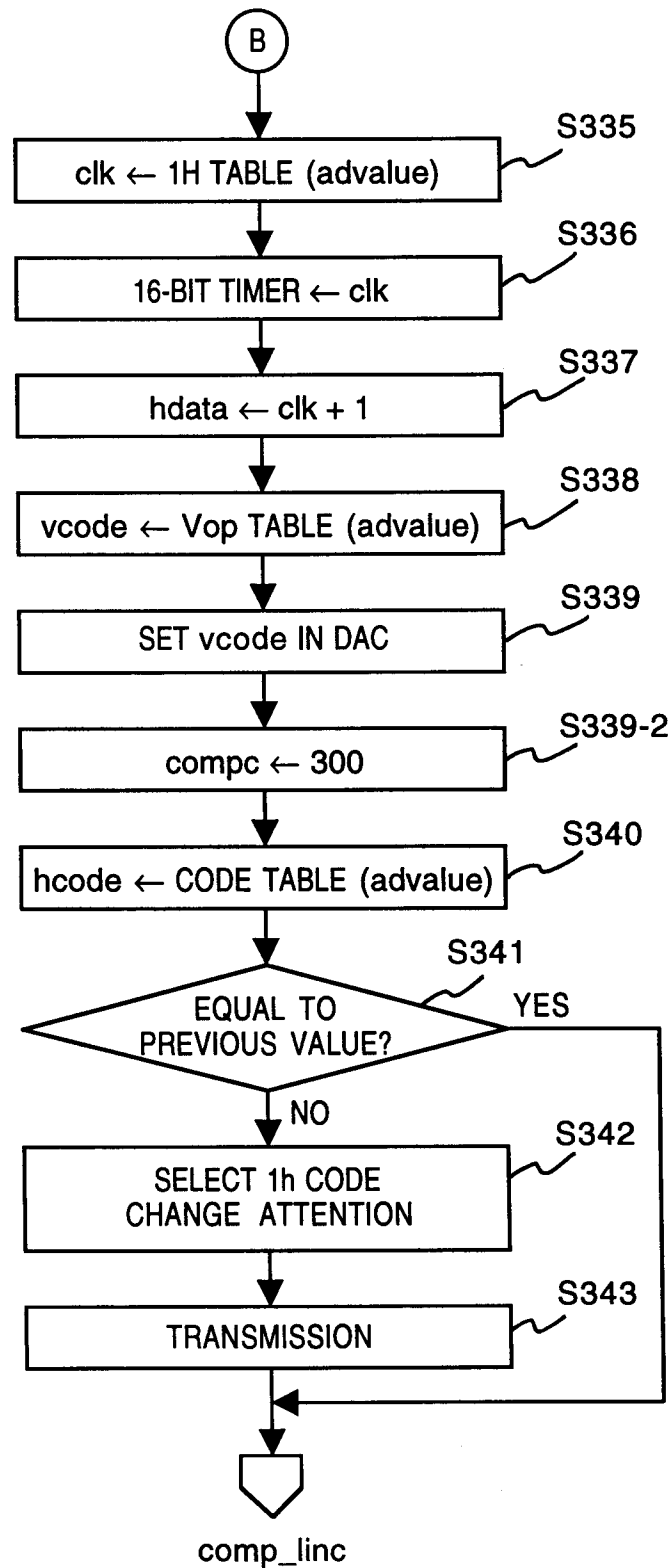 B
S335
clk ← 1H TABLE (advalue)
S336
16-BIT TIMER ← clk
S337
hdata ← clk + 1
S338
vcode ← Vop TABLE (advalue)
S339
SET vcode IN DAC
S339-2
compc ← 300
S340
hcode ← CODE TABLE (advalue)
S341
EQUAL TO
PREVIOUS VALUE?
YES
NO
S342
SELECT 1h CODE
CHANGE ATTENTION
S343
TRANSMISSION
comp_linc